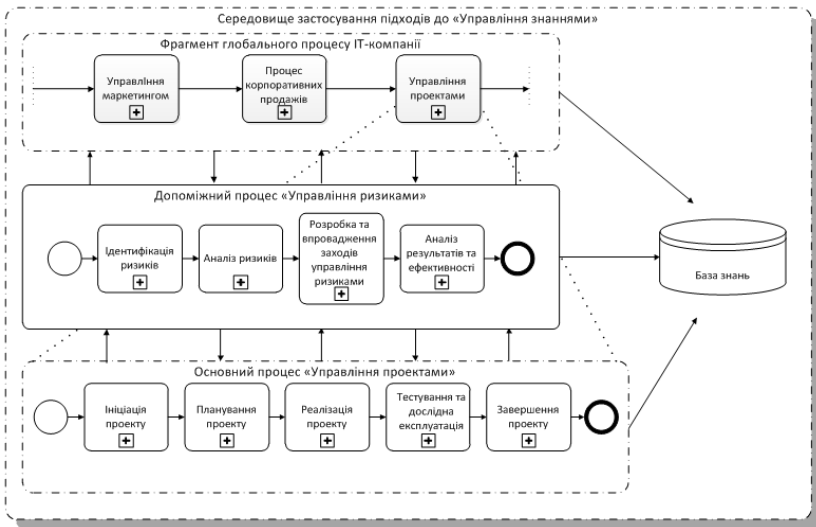 Середовище застосування підходів до «Управління знаннями»
Фрагмент глобального процесу ІТ-компанії
Управління
маркетингом
Процес
корпоративних
продажів
Управління
проектами
Допоміжний процес «Управління ризиками»
Ідентифікація
ризиків
Аналіз ризиків
Розробка та
впровадження
заходів
управління
ризиками
Аналіз
результатів та
ефективності
База знань
Основний процес «Управління проектами»
Ініціація
проекту
Планування
проекту
Реалізація
проекту
Тестування та
дослідна
експлуатація
Завершення
проекту